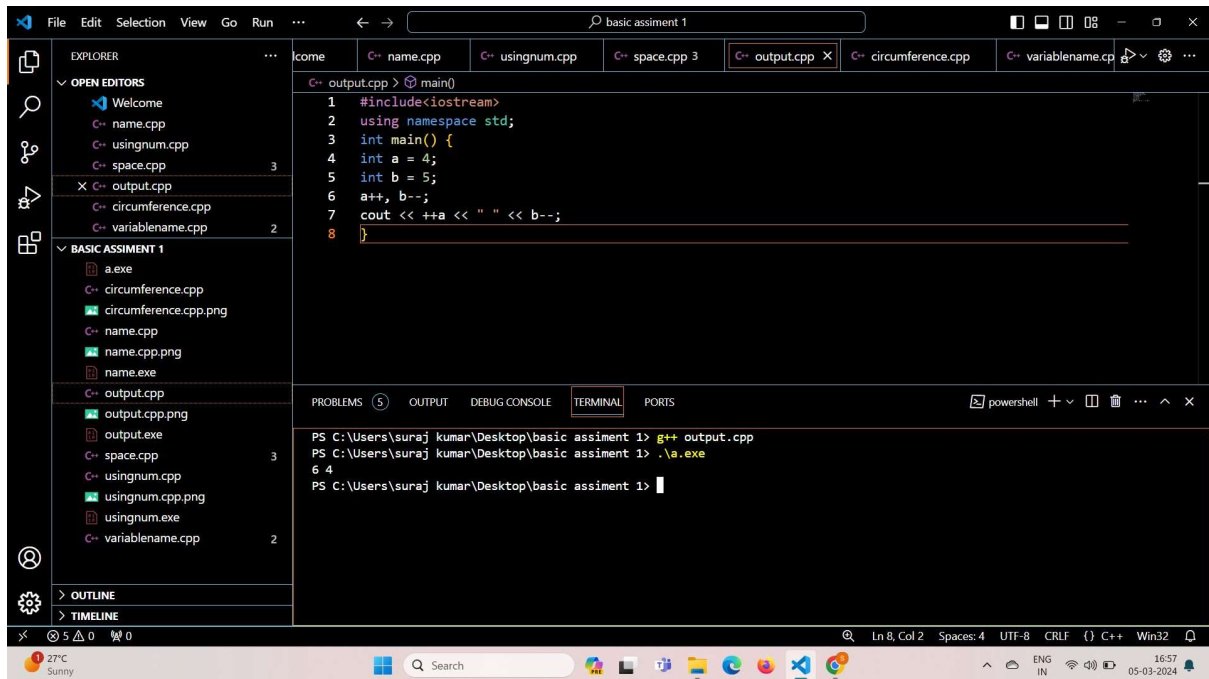 File Edit Selection View Go Run ··· ← → basic assiment 1
EXPLORER ···
OPEN EDITORS
Welcome
C++ name.cpp
C++ usingnum.cpp
C++ space.cpp 3
× C++ output.cpp
C++ circumference.cpp
C++ variablename.cpp 2
BASIC ASSIMENT 1
a.exe
C++ circumference.cpp
circumference.cpp.png
C++ name.cpp
name.cpp.png
name.exe
C++ output.cpp
output.cpp.png
output.exe
C++ space.cpp 3
C++ usingnum.cpp
usingnum.cpp.png
usingnum.exe
C++ variablename.cpp 2
> OUTLINE
> TIMELINE
lcome C++ name.cpp C++ usingnum.cpp C++ space.cpp 3 C++ output.cpp × C++ circumference.cpp C++ variablename.cp ···
C++ output.cpp > main()
1 #include<iostream>
2 using namespace std;
3 int main() {
4 int a = 4;
5 int b = 5;
6 a++, b--;
7 cout << ++a << " " << b--;
8 }
PROBLEMS 5 OUTPUT DEBUG CONSOLE TERMINAL PORTS powershell ···
PS C:\Users\suraj kumar\Desktop\basic assiment 1> g++ output.cpp
PS C:\Users\suraj kumar\Desktop\basic assiment 1> .\a.exe
6 4
PS C:\Users\suraj kumar\Desktop\basic assiment 1>
5 0 0 Ln 8, Col 2 Spaces: 4 UTF-8 CRLF {} C++ Win32
1 27°C
Sunny
Search
PRE
ENG
IN
16:57
05-03-2024